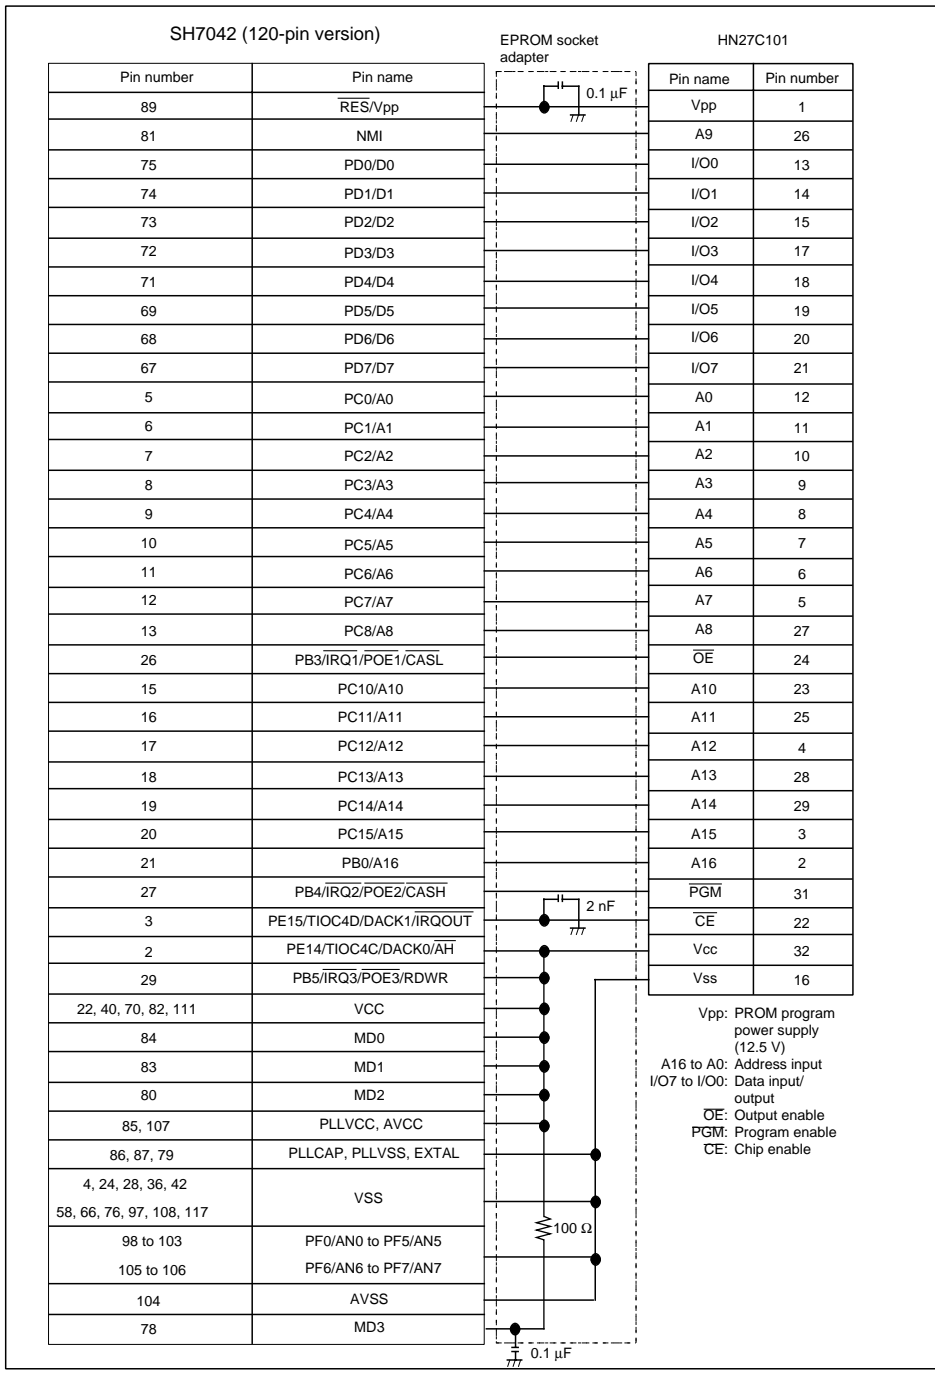 SH7042 (120-pin version)
EPROM socket
adapter
HN27C101
Pin number Pin name Pin name Pin number
89 RES/Vpp 0.1 µF Vpp 1
81 NMI A9 26
75 PD0/D0 I/O0 13
74 PD1/D1 I/O1 14
73 PD2/D2 I/O2 15
72 PD3/D3 I/O3 17
71 PD4/D4 I/O4 18
69 PD5/D5 I/O5 19
68 PD6/D6 I/O6 20
67 PD7/D7 I/O7 21
5 PC0/A0 A0 12
6 PC1/A1 A1 11
7 PC2/A2 A2 10
8 PC3/A3 A3 9
9 PC4/A4 A4 8
10 PC5/A5 A5 7
11 PC6/A6 A6 6
12 PC7/A7 A7 5
13 PC8/A8 A8 27
26 PB3/IRQ1/POE1/CASL OE 24
15 PC10/A10 A10 23
16 PC11/A11 A11 25
17 PC12/A12 A12 4
18 PC13/A13 A13 28
19 PC14/A14 A14 29
20 PC15/A15 A15 3
21 PB0/A16 A16 2
27 PB4/IRQ2/POE2/CASH PGM 31
3 PE15/TIOC4D/DACK1/IRQOUT 2 nF CE 22
2 PE14/TIOC4C/DACK0/AH Vcc 32
29 PB5/IRQ3/POE3/RDWR Vss 16
22, 40, 70, 82, 111 VCC
84 MD0
83 MD1
80 MD2
85, 107 PLLVCC, AVCC
86, 87, 79 PLLCAP, PLLVSS, EXTAL
4, 24, 28, 36, 42
58, 66, 76, 97, 108, 117 VSS
100 Ω
98 to 103 PF0/AN0 to PF5/AN5
105 to 106 PF6/AN6 to PF7/AN7
104 AVSS
78 MD3
0.1 µF
Vpp: PROM program
power supply
(12.5 V)
A16 to A0: Address input
I/O7 to I/O0: Data input/
output
OE: Output enable
PGM: Program enable
CE: Chip enable